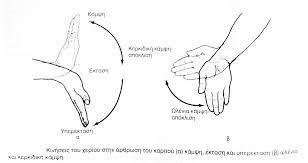 Κάμψη
Κερκιδική κάμψη-
απόκλιση
Έκταση
Ωλένια κάμψη-
απόκλιση
Υπερέκταση
α
β
Κινήσεις του χεριού στην άρθρωση του καρπού (α) κάμψη, έκταση και υπερέκταση (β) ωλένια
και κερκιδική κάμψη